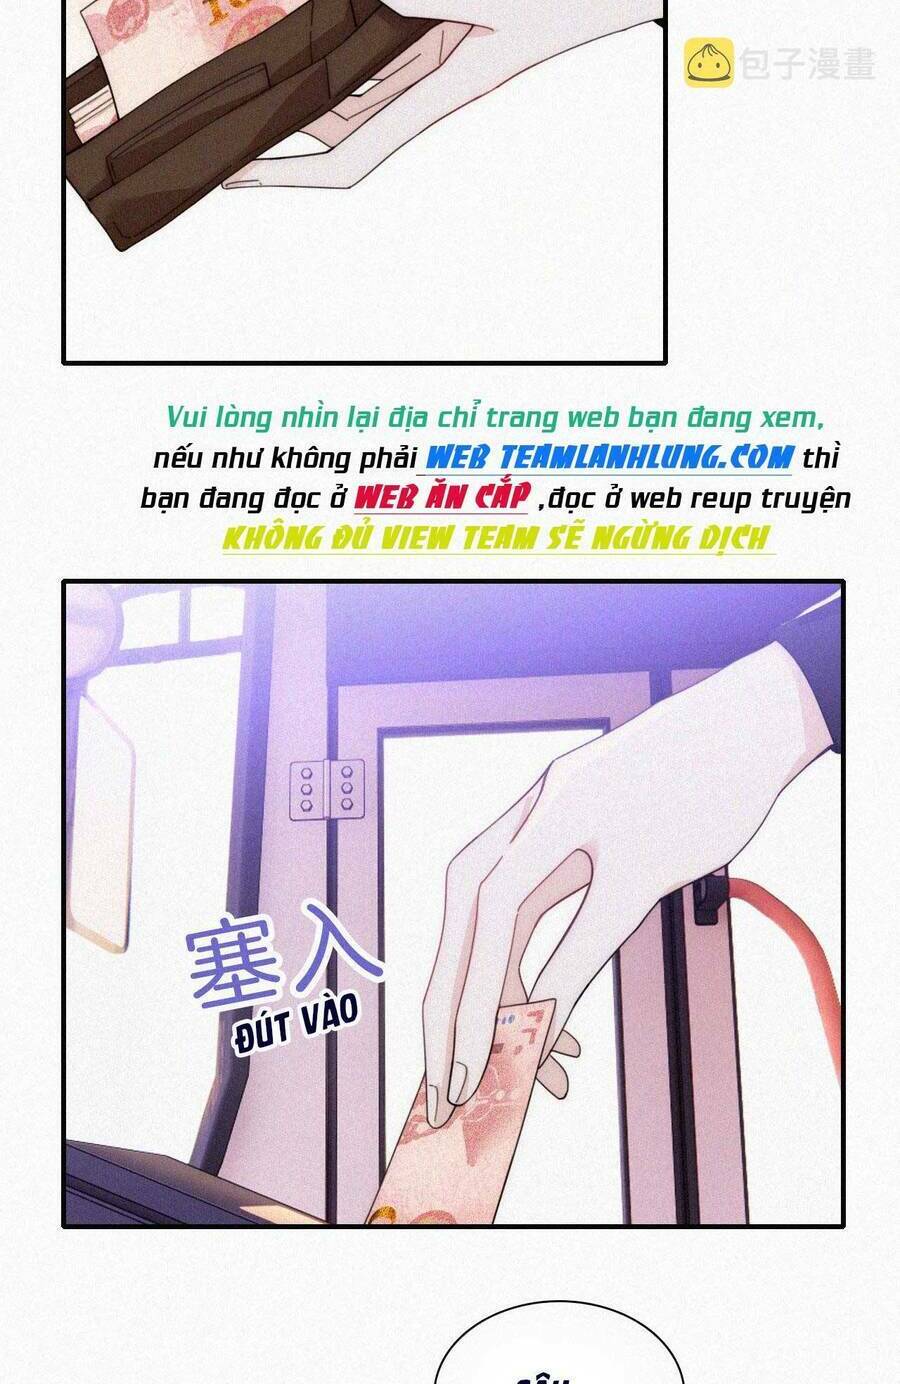 包子漫畫
Vui lòng nhìn lại địa chỉ trang web bạn đang xem,
nếu như không phải WEB TEAMLANHLUNG.COM thì
bạn đang đọc ở WEB ĂN CẮP ,đọc ở web reup truyện
KHÔNG ĐỦ VIEW TEAM SẼ NGỪNG DỊCH
塞入
ĐÚT VÀO